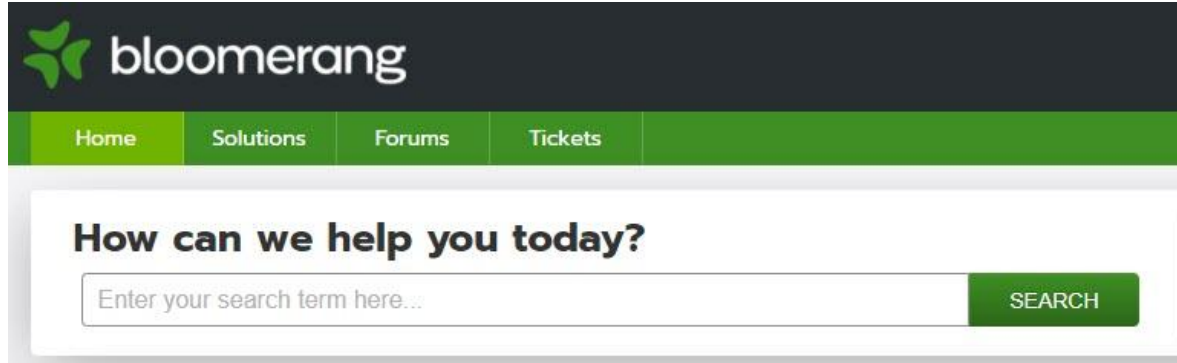 bloomerang
Home Solutions Forums Tickets
How can we help you today?
Enter your search term here...
SEARCH